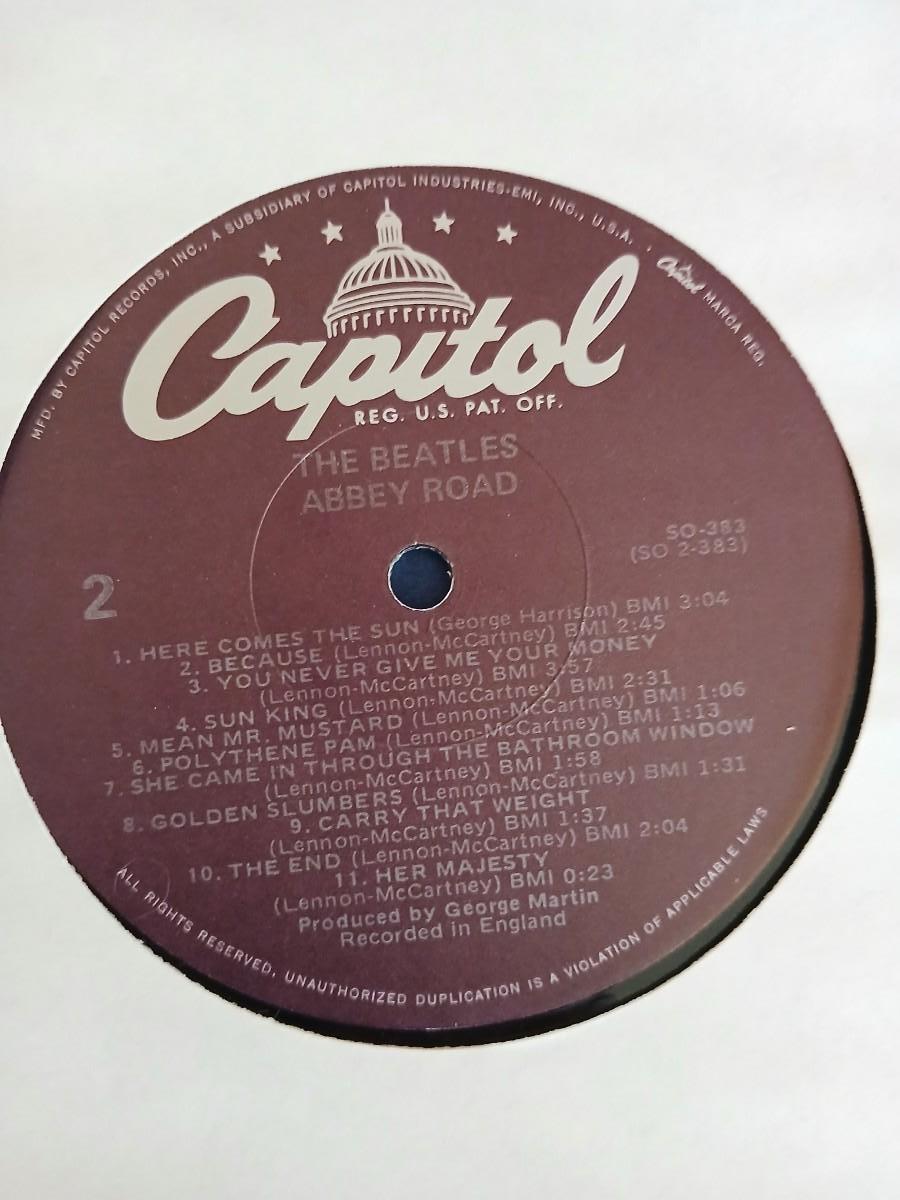 MFD. BY CAPITOL RECORDS, INC., A SUBSIDIARY OF CAPITOL INDUSTRIES-EMI, INC., U.S.A. · Capitol MARCA REG.
Capitol
REG. U.S. PAT. OFF.
THE BEATLES
ABBEY ROAD
SO-383
(SO 2-383)
2
1. HERE COMES THE SUN (George Harrison) BMI 3:04
2. BECAUSE (Lennon-McCartney) BMI 2:45
3. YOU NEVER GIVE ME YOUR MONEY
(Lennon-McCartney) BMI 3:57
4. SUN KING (Lennon-McCartney) BMI 2:31
5. MEAN MR. MUSTARD (Lennon-McCartney) BMI 1:06
6. POLYTHENE PAM (Lennon-McCartney) BMI 1:13
7. SHE CAME IN THROUGH THE BATHROOM WINDOW
(Lennon-McCartney) BMI 1:58
8. GOLDEN SLUMBERS (Lennon-McCartney) BMI 1:31
9. CARRY THAT WEIGHT
(Lennon-McCartney) BMI 1:37
10. THE END (Lennon-McCartney) BMI 2:04
11. HER MAJESTY
(Lennon-McCartney) BMI 0:23
Produced by George Martin
Recorded in England
ALL RIGHTS RESERVED. UNAUTHORIZED DUPLICATION IS A VIOLATION OF APPLICABLE LAWS